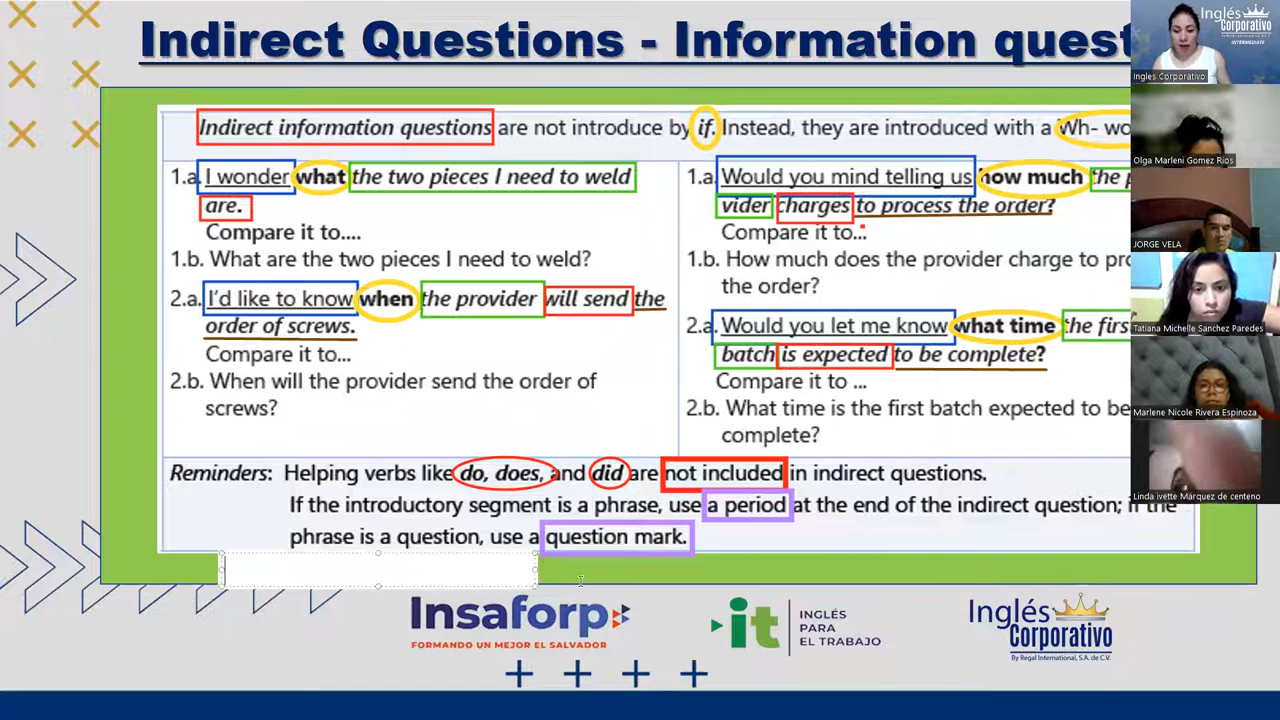 Indirect Questions - Information quest
Indirect information questions are not introduce by if. Instead, they are introduced with a Wh- wo
1.a. I wonder what the two pieces I need to weld
are.
Compare it to....
1.b. What are the two pieces I need to weld?
2.a. I'd like to know when the provider will send the
order of screws.
Compare it to...
2.b. When will the provider send the order of
screws?
1.a. Would you mind telling us how much the p
vider charges to process the order?
Compare it to...
1.b. How much does the provider charge to pro
the order?
2.a. Would you let me know what time the firs
batch is expected to be complete?
Compare it to ...
2.b. What time is the first batch expected to be
complete?
Reminders: Helping verbs like do, does, and did are not included in indirect questions.
If the introductory segment is a phrase, use a period at the end of the indirect question; if the
phrase is a question, use a question mark.
Inglés
Corporativo
INTERMEDIATE
Ingles Corporativo
Olga Marleni Gomez Rios
JORGE VELA
Tatiana Michelle Sanchez Paredes
Marlene Nicole Rivera Espinoza
Linda ivette Márquez de centeno
Insaforp
FORMANDO UN MEJOR EL SALVADOR
it
INGLÉS
PARA
EL TRABAJO
Inglés
Corporativo
By Regal International, S.A. de C.V.